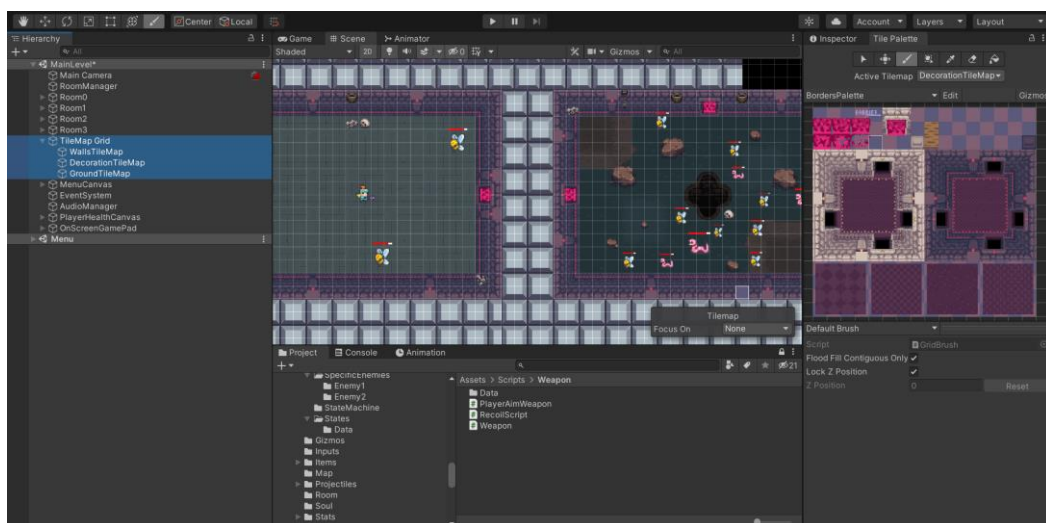 Center Local
Account Layers Layout
Hierarchy
All
MainLevel*
Main Camera
RoomManager
Room0
Room1
Room2
Room3
TileMap Grid
WallsTileMap
DecorationTileMap
GroundTileMap
MenuCanvas
EventSystem
AudioManager
PlayerHealthCanvas
OnScreenGamePad
Menu
Game Scene Animator
Shaded 2D 0 Gizmos All
Tilemap
Focus On None
Project Console Animation
21
SpecificEnemies
Enemy1
Enemy2
StateMachine
States
Data
Gizmos
Inputs
Items
Map
Projectiles
Room
Soul
Stats
Assets > Scripts > Weapon
Data
PlayerAimWeapon
RecoilScript
Weapon
Inspector Tile Palette
Active Tilemap DecorationTileMap
BordersPalette Edit Gizmos
Default Brush
Script GridBrush
Flood Fill Contiguous Only
Lock Z Position
Z Position 0 Reset